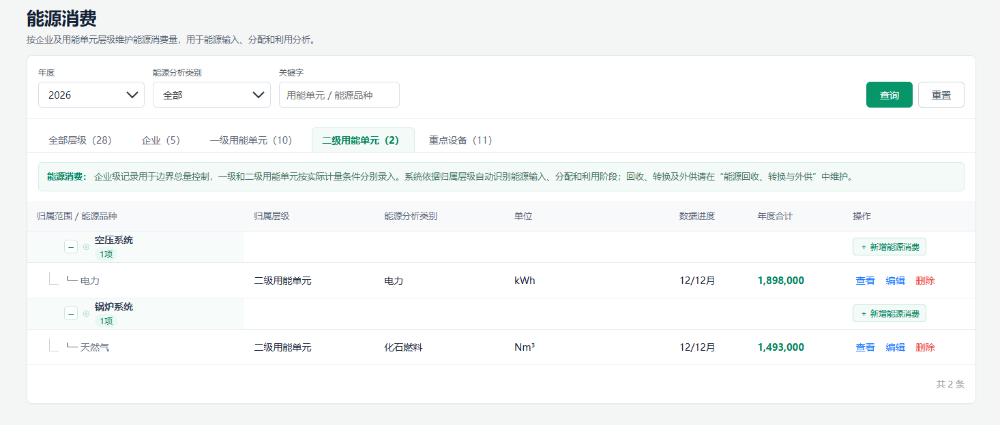 能源消费
按企业及用能单元层级维护能源消费量，用于能源输入、分配和利用分析。
年度 能源分析类别 关键字
2026 全部 用能单元 / 能源品种 查询 重置
全部层级（28） 企业（5） 一级用能单元（10） 二级用能单元（2） 重点设备（11）
能源消费： 企业级记录用于边界总量控制，一级和二级用能单元按实际计量条件分别录入。系统依据归属层级自动识别能源输入、分配和利用阶段；回收、转换及外供请在“能源回收、转换与外供”中维护。
归属范围 / 能源品种 归属层级 能源分析类别 单位 数据进度 年度合计 操作
空压系统
1项
+ 新增能源消费
电力 二级用能单元 电力 kWh 12/12月 1,898,000 查看 编辑 删除
锅炉系统
1项
+ 新增能源消费
天然气 二级用能单元 化石燃料 Nm³ 12/12月 1,493,000 查看 编辑 删除
共 2 条